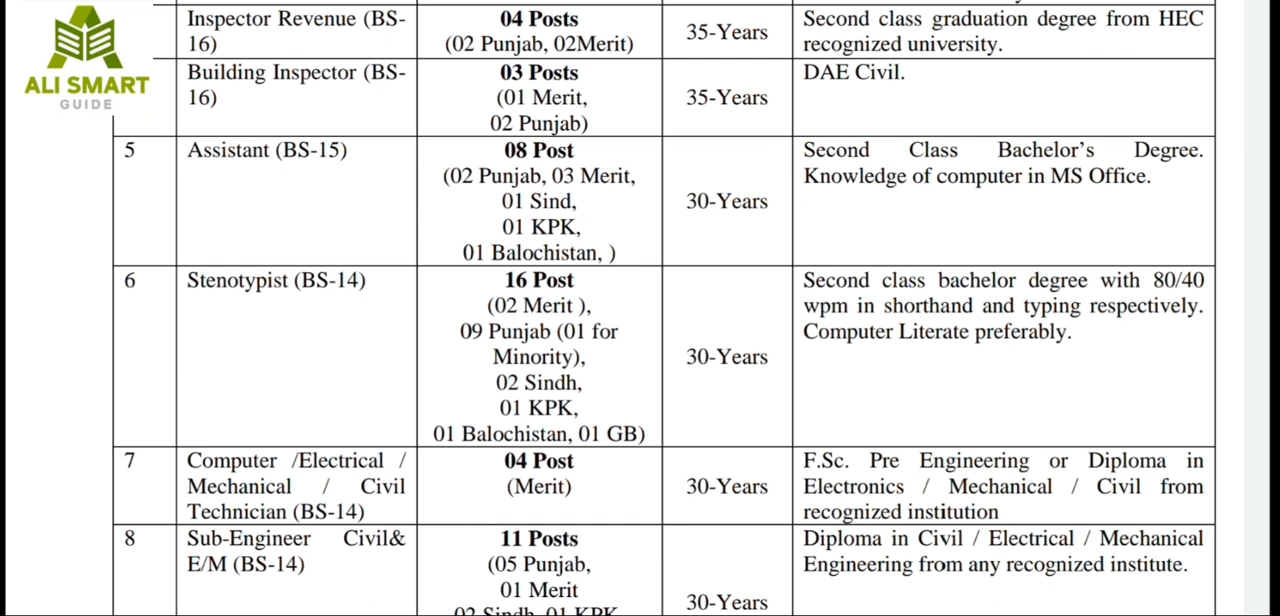 ALI SMART
GUIDE
Inspector Revenue (BS-
16)
04 Posts
(02 Punjab, 02Merit)
35-Years
Second class graduation degree from HEC
recognized university.
Building Inspector (BS-
16)
03 Posts
(01 Merit,
02 Punjab)
35-Years
DAE Civil.
5
Assistant (BS-15)
08 Post
(02 Punjab, 03 Merit,
01 Sind,
01 KPK,
01 Balochistan, )
30-Years
Second Class Bachelor’s Degree.
Knowledge of computer in MS Office.
6
Stenotypist (BS-14)
16 Post
(02 Merit ),
09 Punjab (01 for
Minority),
02 Sindh,
01 KPK,
01 Balochistan, 01 GB)
30-Years
Second class bachelor degree with 80/40
wpm in shorthand and typing respectively.
Computer Literate preferably.
7
Computer /Electrical /
Mechanical / Civil
Technician (BS-14)
04 Post
(Merit)
30-Years
F.Sc. Pre Engineering or Diploma in
Electronics / Mechanical / Civil from
recognized institution
8
Sub-Engineer Civil&
E/M (BS-14)
11 Posts
(05 Punjab,
01 Merit
02 Sindh, 01 KPK
30-Years
Diploma in Civil / Electrical / Mechanical
Engineering from any recognized institute.